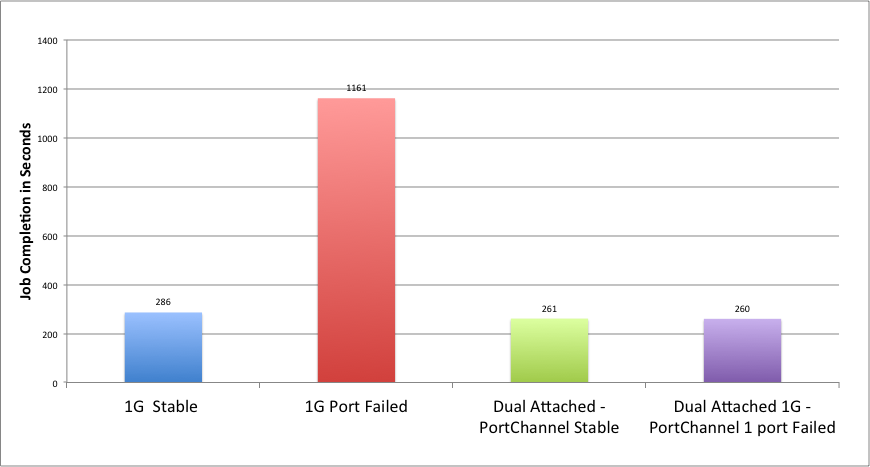 1400
1200
1000
800
600
400
200
0
Job Completion in Seconds
286
1161
261
260
1G Stable
1G Port Failed
Dual Attached -
PortChannel Stable
Dual Attached 1G -
PortChannel 1 port Failed